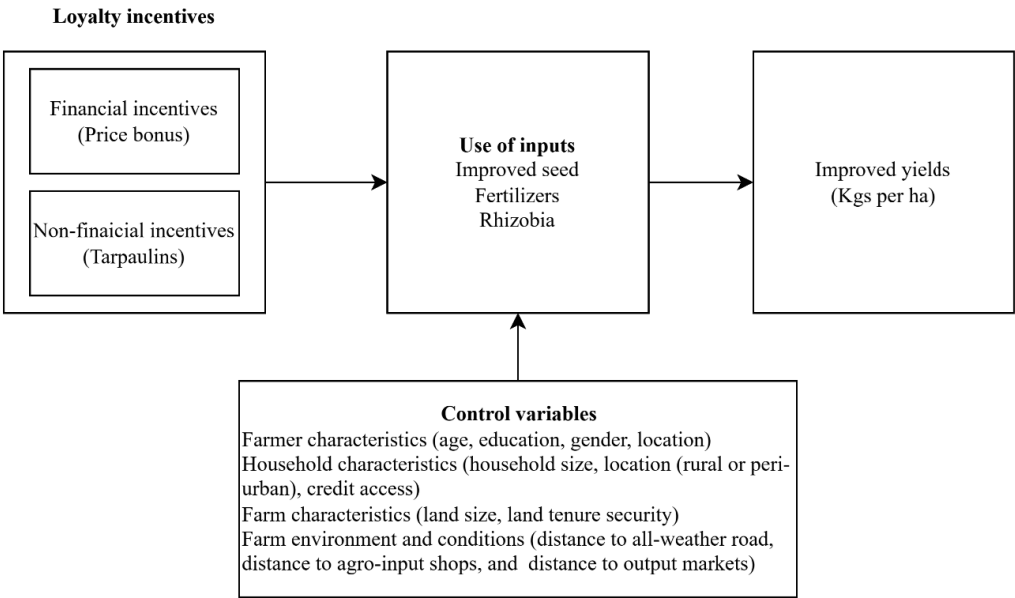 Loyalty incentives
Financial incentives
(Price bonus)
Non-finaicial incentives
(Tarpaulins)
Use of inputs
Improved seed
Fertilizers
Rhizobia
Improved yields
(Kgs per ha)
Control variables
Farmer characteristics (age, education, gender, location)
Household characteristics (household size, location (rural or peri-
urban), credit access)
Farm characteristics (land size, land tenure security)
Farm environment and conditions (distance to all-weather road,
distance to agro-input shops, and  distance to output markets)